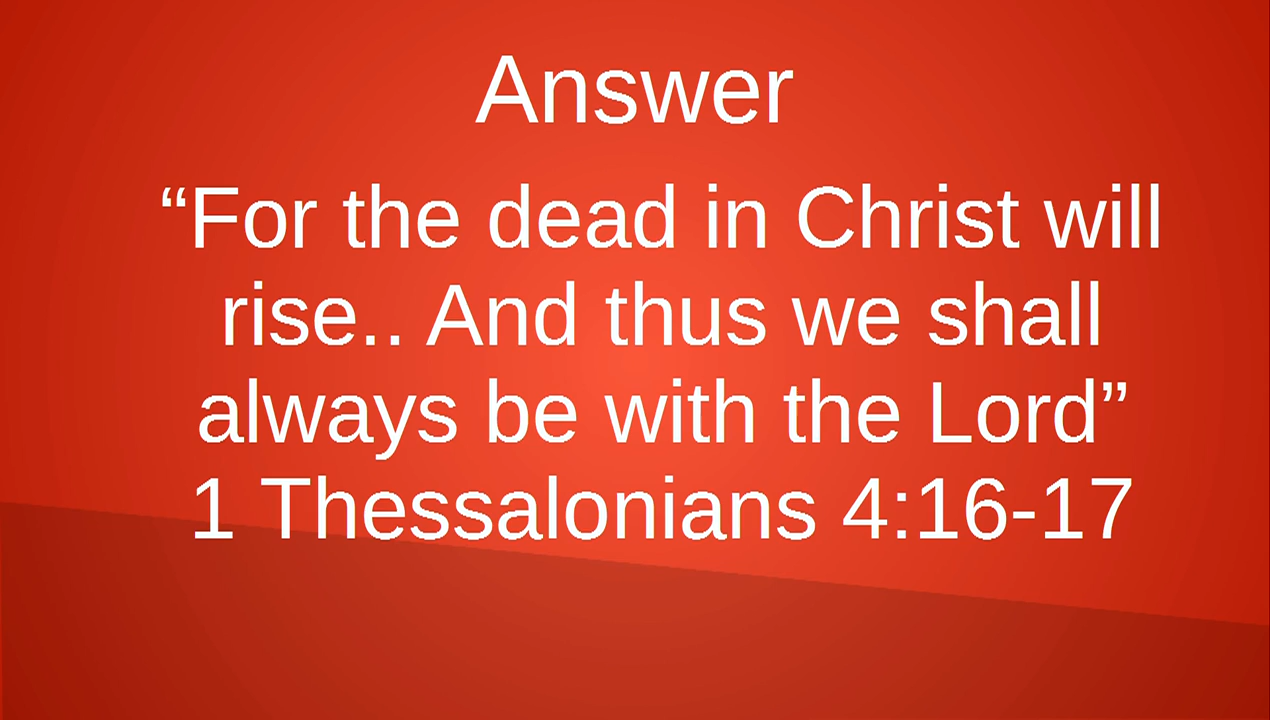 Answer
“For the dead in Christ will
rise.. And thus we shall
always be with the Lord”
1 Thessalonians 4:16-17